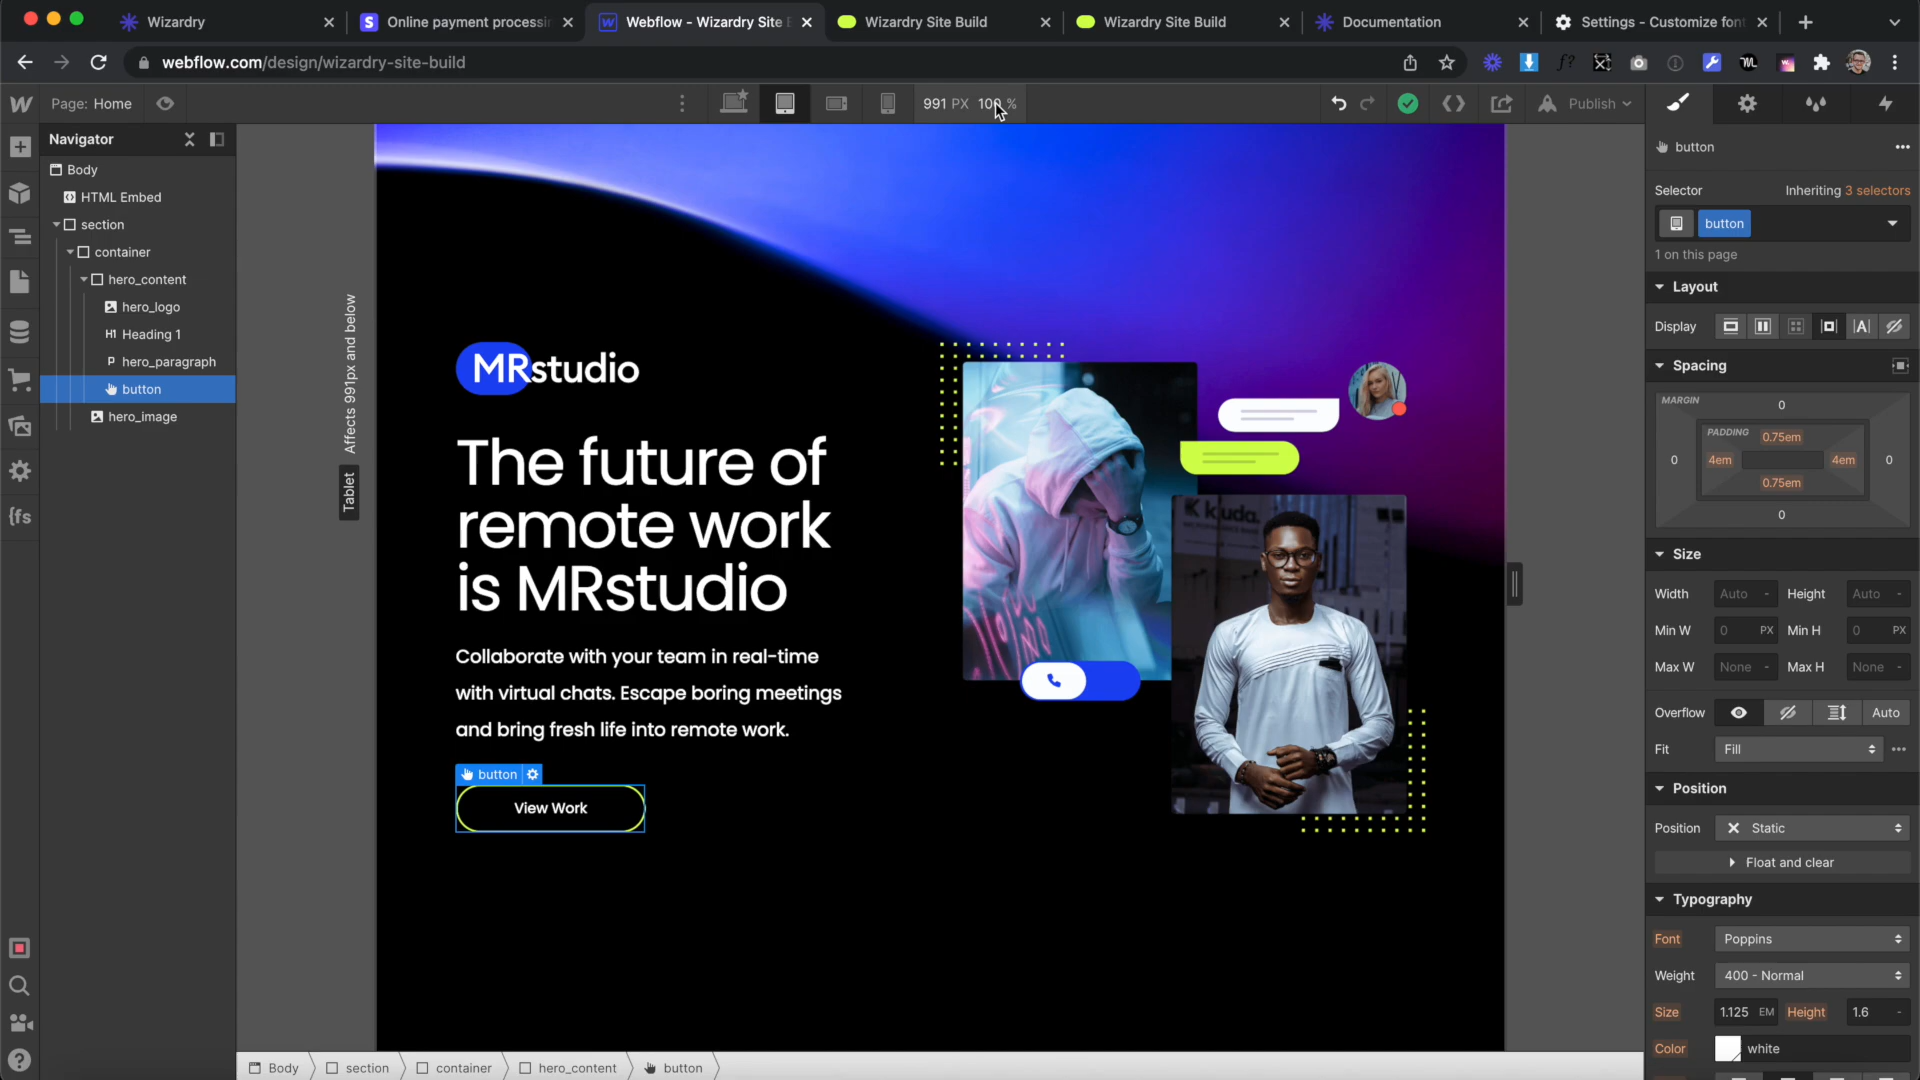 Wizardry
Online payment processin
Webflow - Wizardry Site B
Wizardry Site Build
Wizardry Site Build
Documentation
Settings - Customize font
webflow.com/design/wizardry-site-build
Page: Home
991 PX 100 %
Publish
Navigator
Body
HTML Embed
section
container
hero_content
hero_logo
H1 Heading 1
P hero_paragraph
button
hero_image
Affects 991px and below
Tablet
MRstudio
The future of
remote work
is MRstudio
Collaborate with your team in real-time
with virtual chats. Escape boring meetings
and bring fresh life into remote work.
button
View Work
kuda.
button
Selector
Inheriting 3 selectors
button
1 on this page
Layout
Display
Spacing
MARGIN
0
PADDING
0.75em
0
4em
4em
0
0.75em
0
Size
Width Auto - Height Auto -
Min W 0 PX Min H 0 PX
Max W None - Max H None -
Overflow Auto
Fit Fill
Position
Position Static
Float and clear
Typography
Font Poppins
Weight 400 - Normal
Size 1.125 EM Height 1.6 -
Color white
Body section container hero_content button